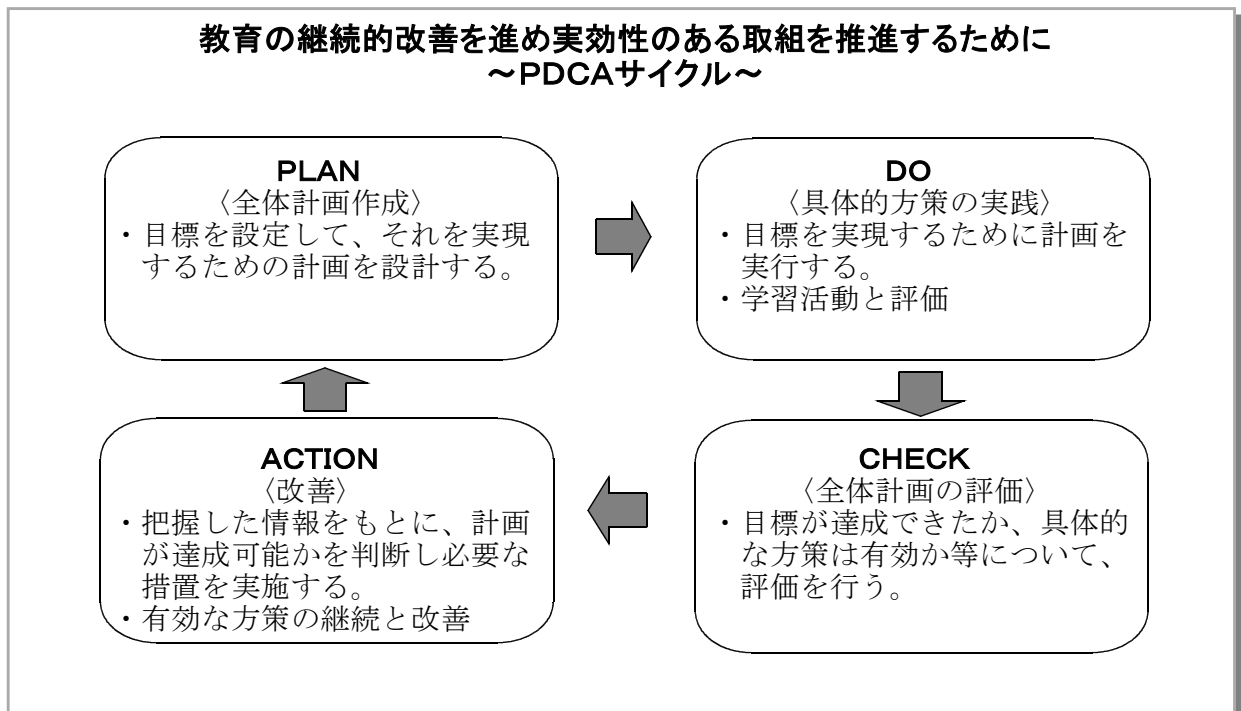 教育の継続的改善を進め実効性のある取組を推進するために
～PDCAサイクル～
PLAN
〈全体計画作成〉
・目標を設定して、それを実現
するための計画を設計する。
DO
〈具体的方策の実践〉
・目標を実現するために計画を
実行する。
・学習活動と評価
ACTION
〈改善〉
・把握した情報をもとに、計画
が達成可能かを判断し必要な
措置を実施する。
・有効な方策の継続と改善
CHECK
〈全体計画の評価〉
・目標が達成できたか、具体的
な方策は有効か等について、
評価を行う。